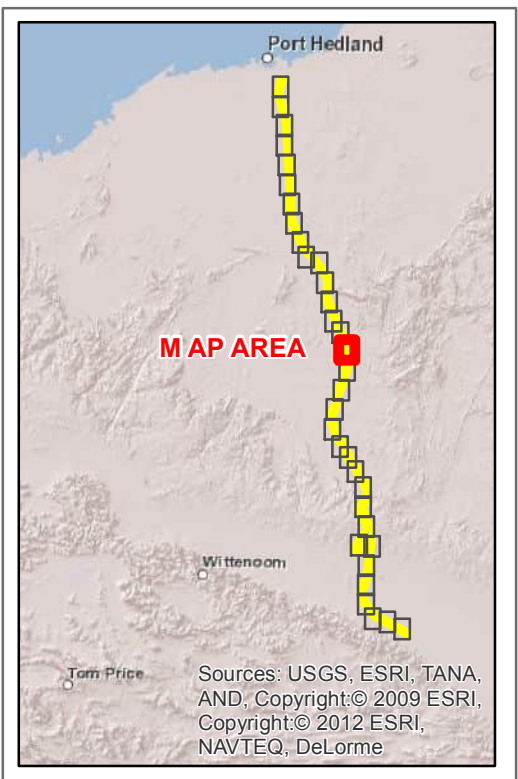 Port Hedland
M AP AREA
Wittenoom
Tom Price
Sources: USGS, ESRI, TANA,
AND, Copyright:© 2009 ESRI,
Copyright:© 2012 ESRI,
NAVTEQ, DeLorme